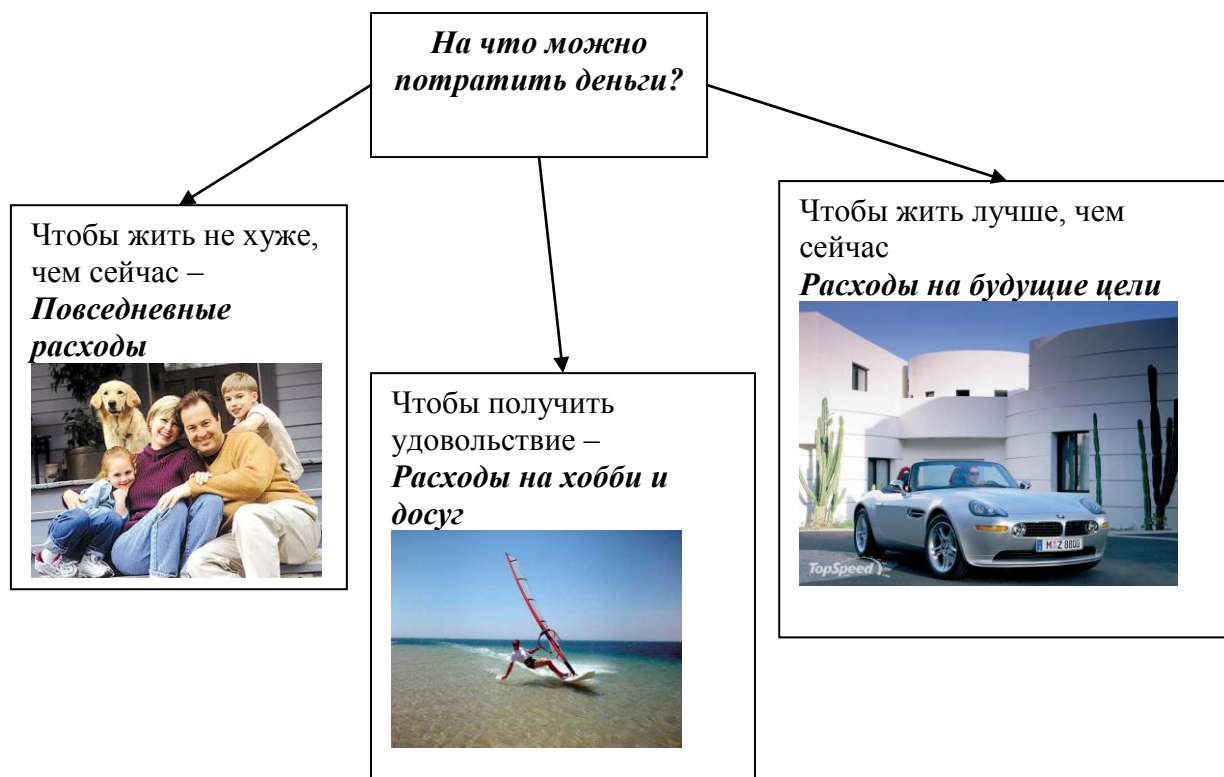 На что можно
потратить деньги?
Чтобы жить не хуже,
чем сейчас –
Повседневные
расходы
Чтобы получить
удовольствие –
Расходы на хобби и
досуг
Чтобы жить лучше, чем
сейчас
Расходы на будущие цели
M Z 8800
TopSpeed